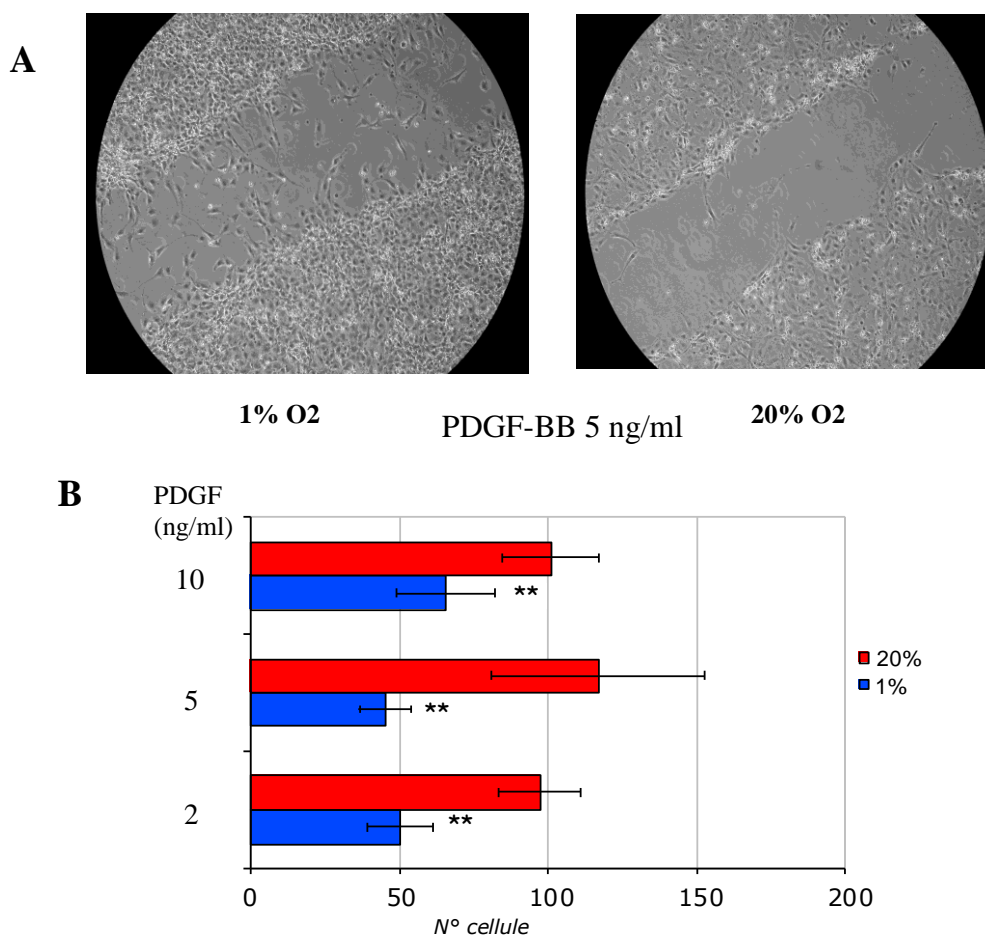 A
1% O2
PDGF-BB 5 ng/ml
20% O2
B
PDGF
(ng/ml)
10
**
5
**
2
**
20%
1%
0
50
100
150
200
N° cellule